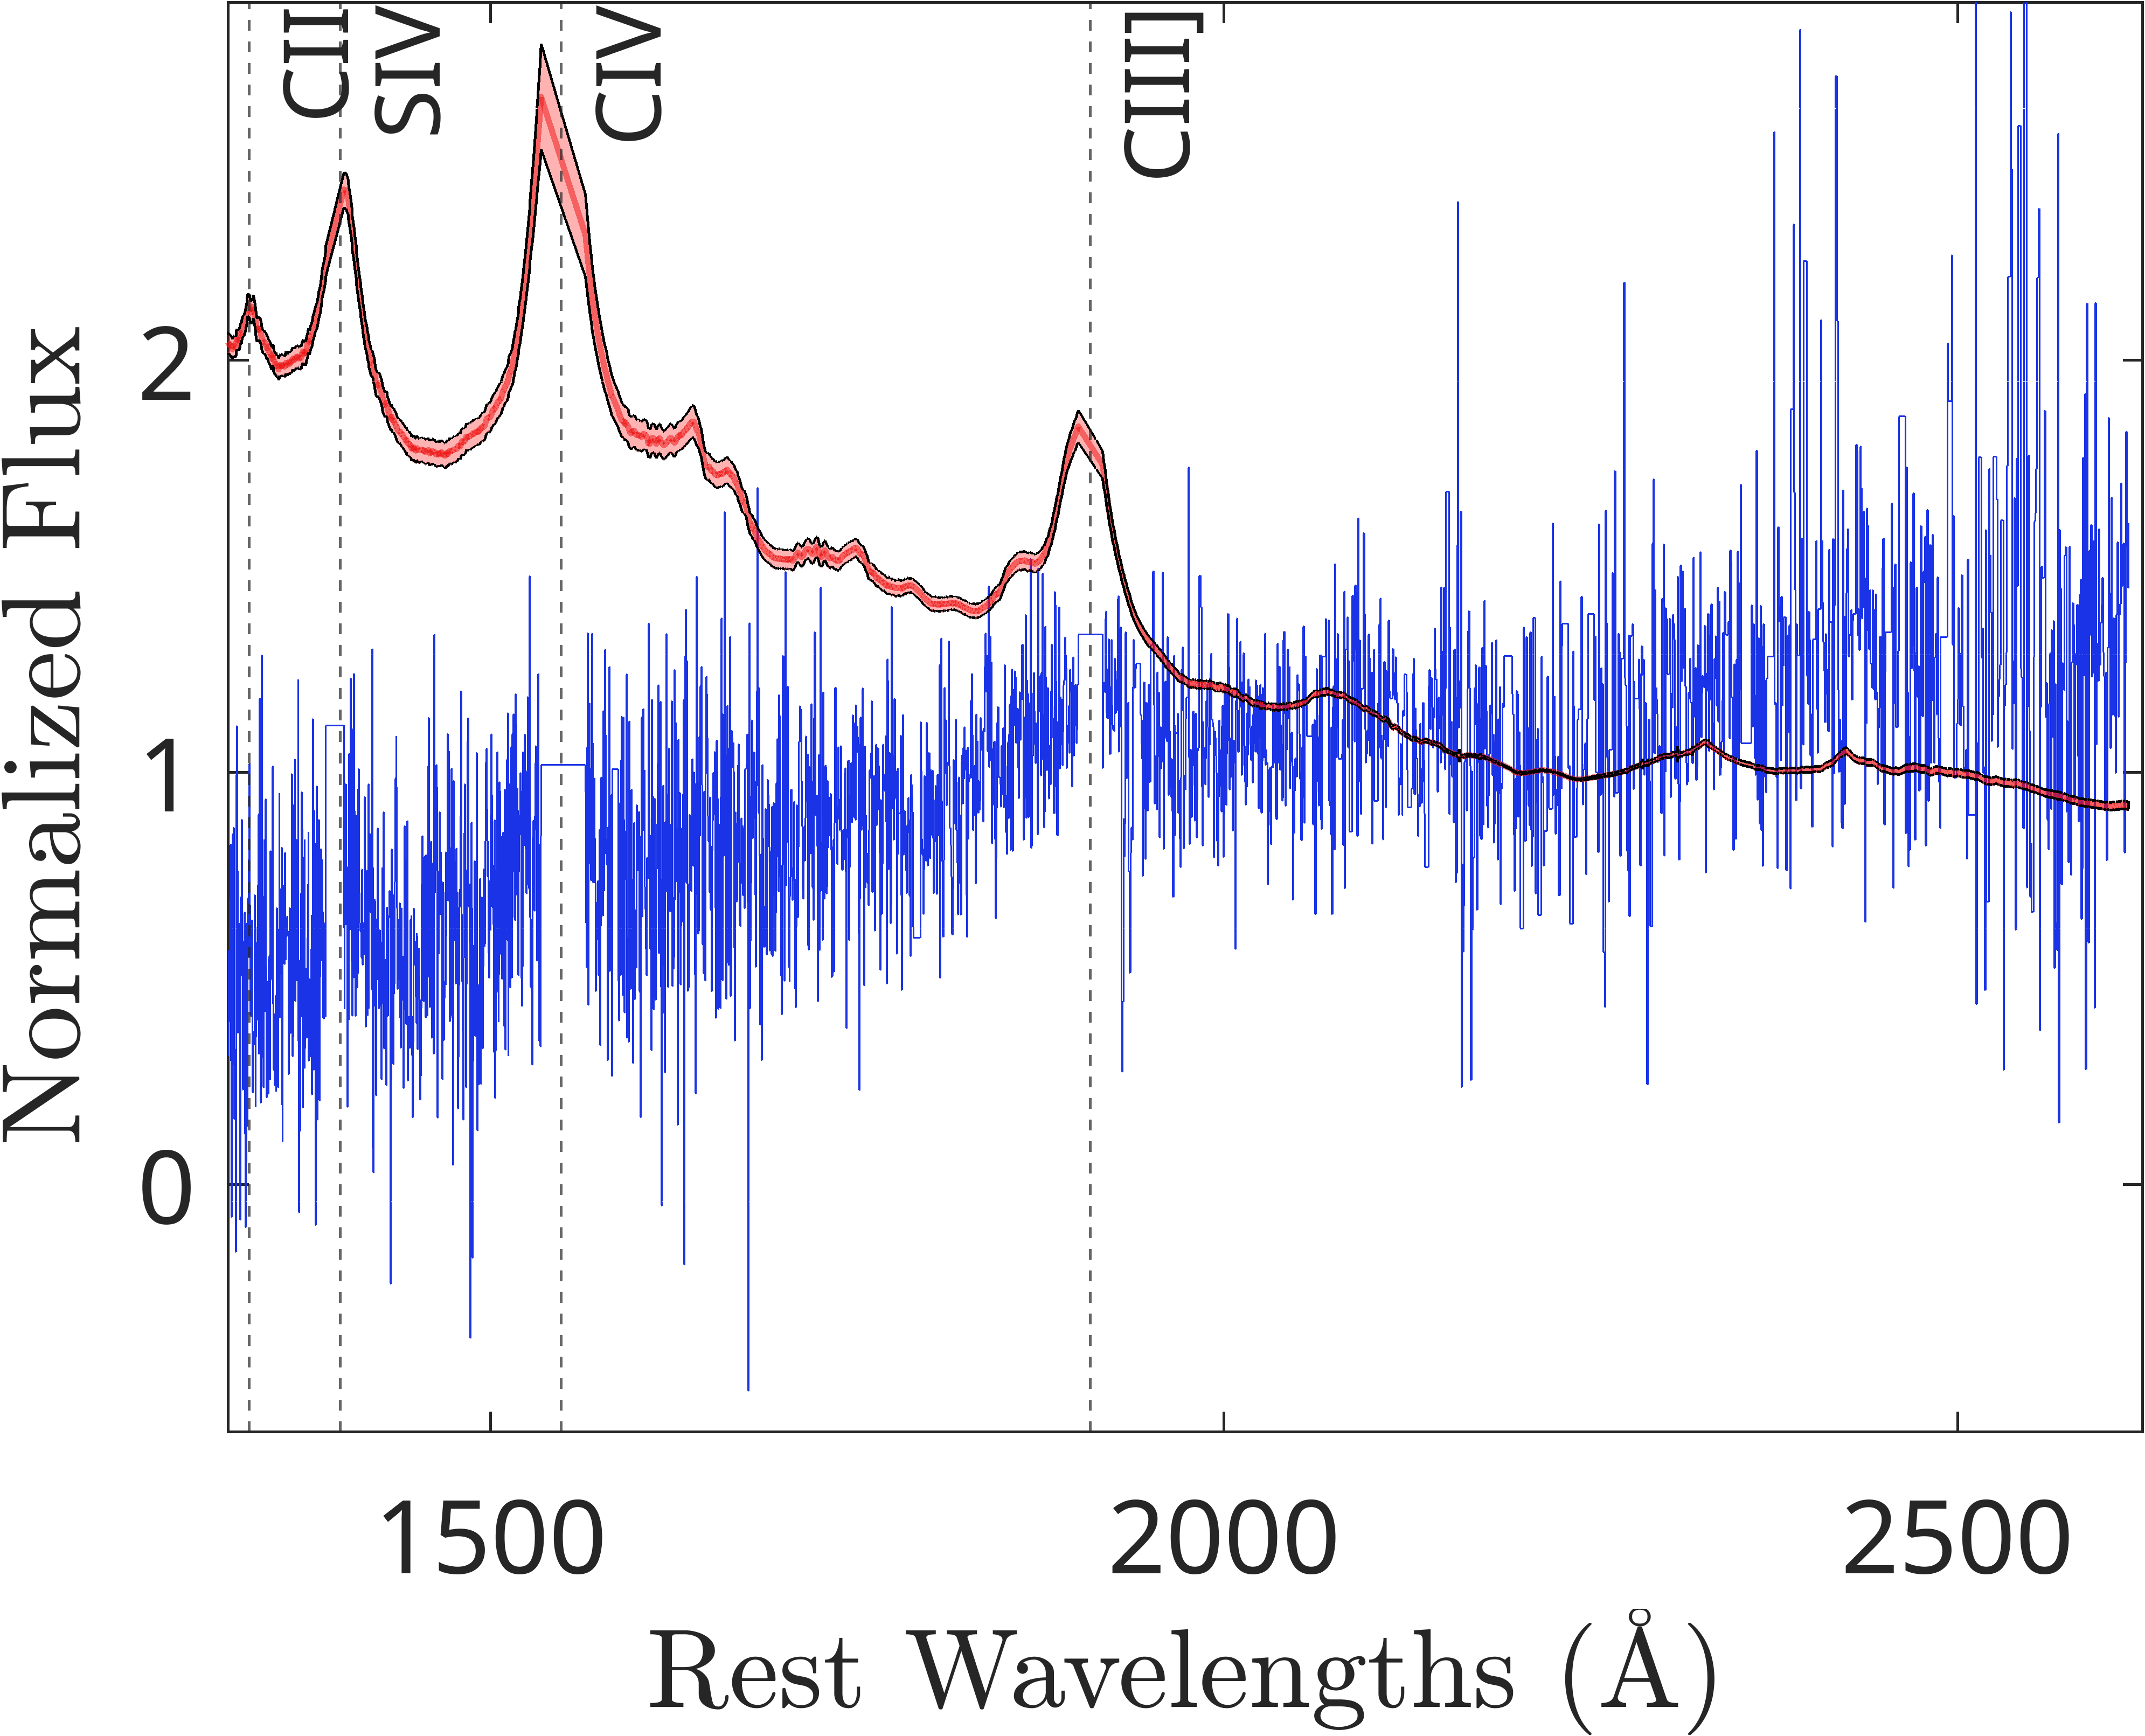 CII
SIV
CIV
CIII]
Normalized Flux
2
1
0
1500
2000
2500
Rest Wavelengths (Å)